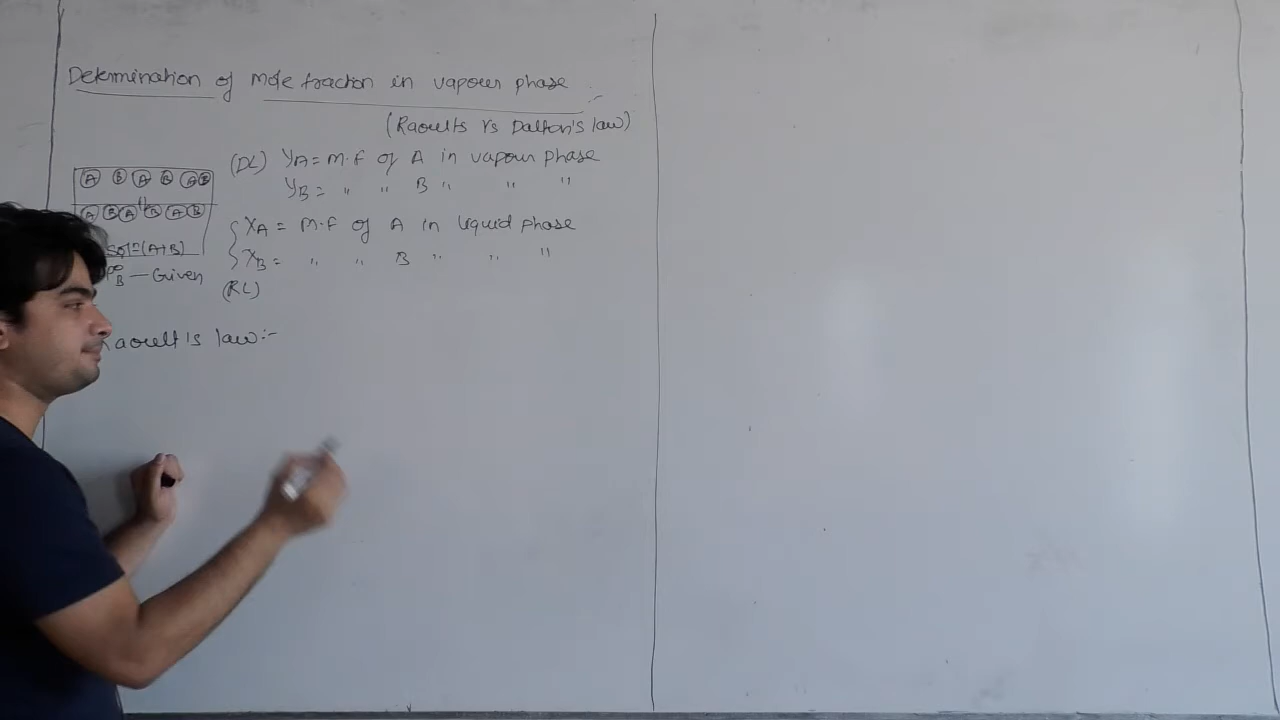 Determination of mole fraction in vapour phase :-
(Raoults vs Dalton's law)
(DL) YA = M.F of A in vapour phase
YB = " " B " " "
A B A B A B
A B A B A B
XA = M.F of A in liquid phase
XB = " " B " " "
(RL)
Sol=n(A+B)
P°B — Given
Raoult's law:-